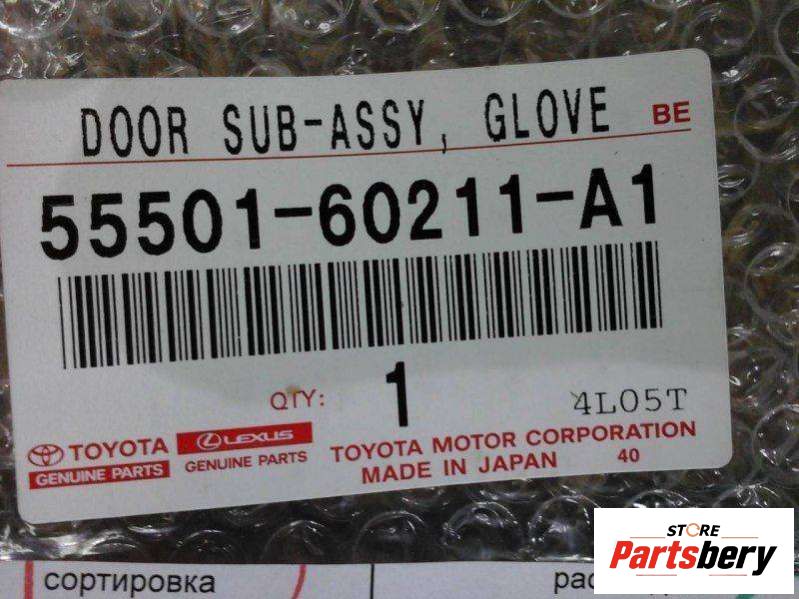 DOOR SUB-ASSY, GLOVE BE
55501-60211-A1
QTY: 1 4L05T
TOYOTA
GENUINE PARTS
LEXUS
GENUINE PARTS
TOYOTA MOTOR CORPORATION
MADE IN JAPAN 40
STORE
Partsbery
сортировка